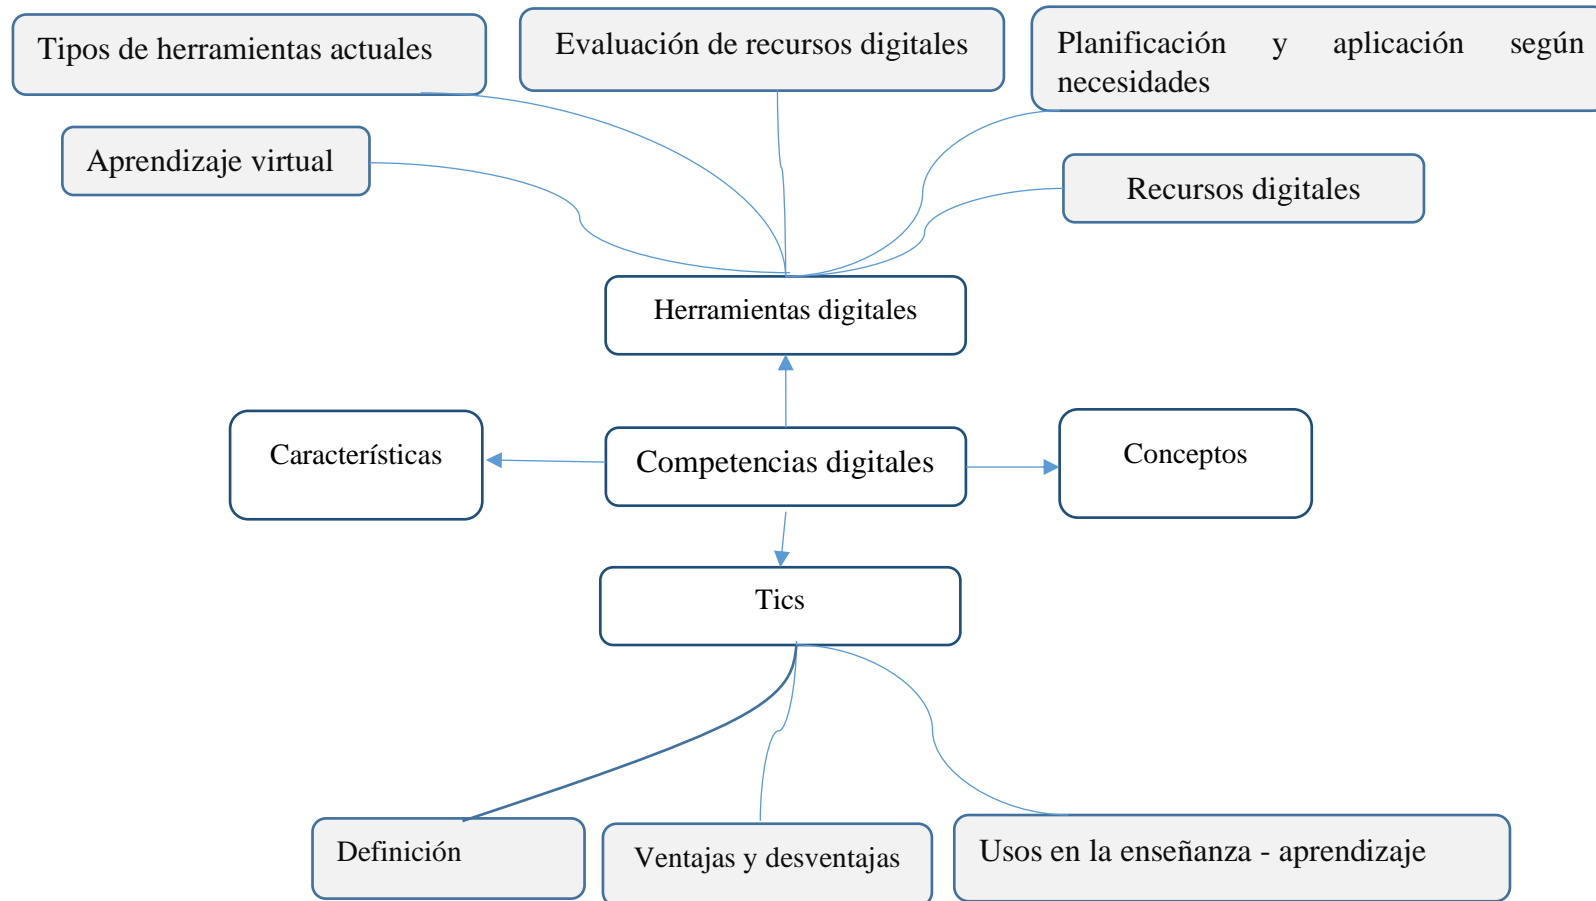 Tipos de herramientas actuales
Evaluación de recursos digitales
Planificación y aplicación según
necesidades
Aprendizaje virtual
Recursos digitales
Herramientas digitales
Característícas
Competencias digitales
Conceptos
Tics
Definición
Ventajas y desventajas
Usos en la enseñanza - aprendizaje